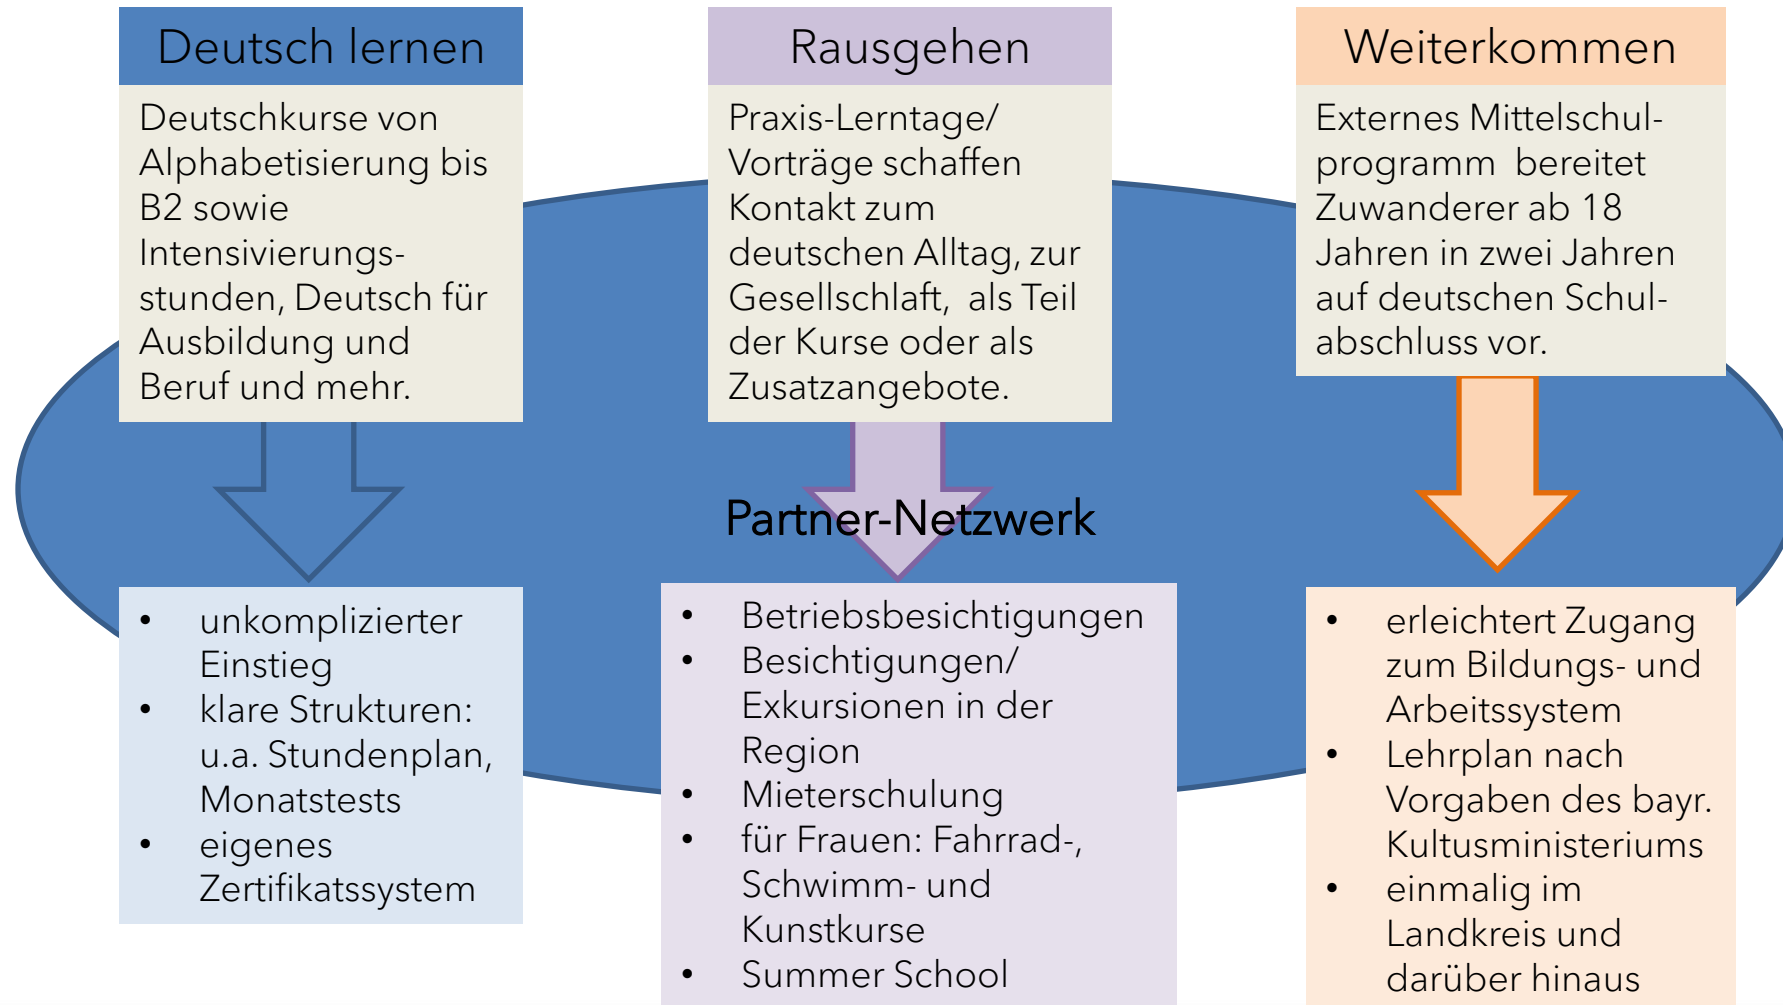 Deutsch lernen
Deutschkurse von
Alphabetisierung bis
B2 sowie
Intensivierungs-
stunden, Deutsch für
Ausbildung und
Beruf und mehr.
Rausgehen
Praxis-Lerntage/
Vorträge schaffen
Kontakt zum
deutschen Alltag, zur
Gesellschlaft,  als Teil
der Kurse oder als
Zusatzangebote.
Weiterkommen
Externes Mittelschul-
programm  bereitet
Zuwanderer ab 18
Jahren in zwei Jahren
auf deutschen Schul-
abschluss vor.
Partner-Netzwerk
• unkomplizierter
Einstieg
• klare Strukturen:
u.a. Stundenplan,
Monatstests
• eigenes
Zertifikatssystem
• Betriebsbesichtigungen
• Besichtigungen/
Exkursionen in der
Region
• Mieterschulung
• für Frauen: Fahrrad-,
Schwimm- und
Kunstkurse
• Summer School
• erleichtert Zugang
zum Bildungs- und
Arbeitssystem
• Lehrplan nach
Vorgaben des bayr.
Kultusministeriums
• einmalig im
Landkreis und
darüber hinaus